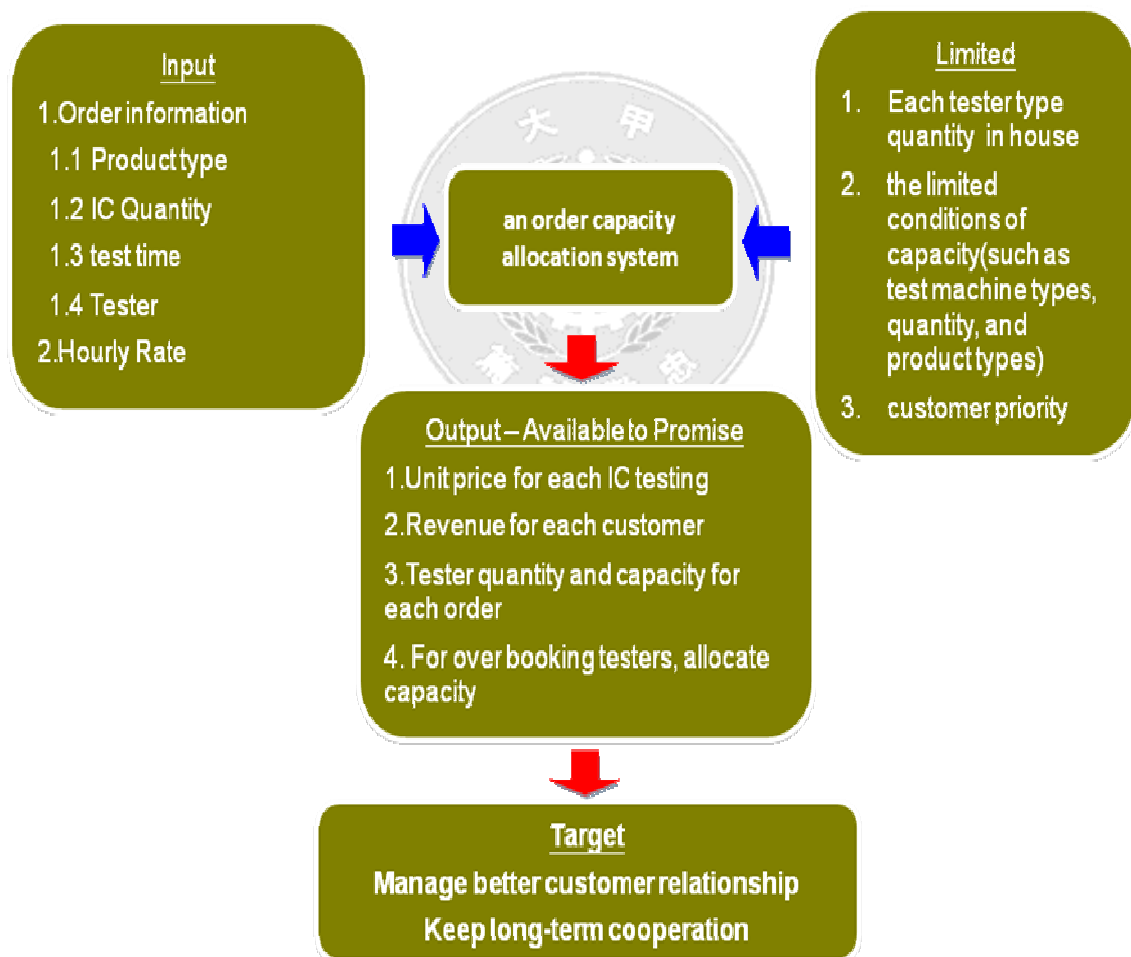 Input
1.Order information
1.1 Product type
1.2 IC Quantity
1.3 test time
1.4 Tester
2.Hourly Rate
大 甲
an order capacity
allocation system
Limited
1. Each tester type
quantity in house
2. the limited
conditions of
capacity(such as
test machine types,
quantity, and
product types)
3. customer priority
Output – Available to Promise
1.Unit price for each IC testing
2.Revenue for each customer
3.Tester quantity and capacity for
each order
4. For over booking testers, allocate
capacity
Target
Manage better customer relationship
Keep long-term cooperation